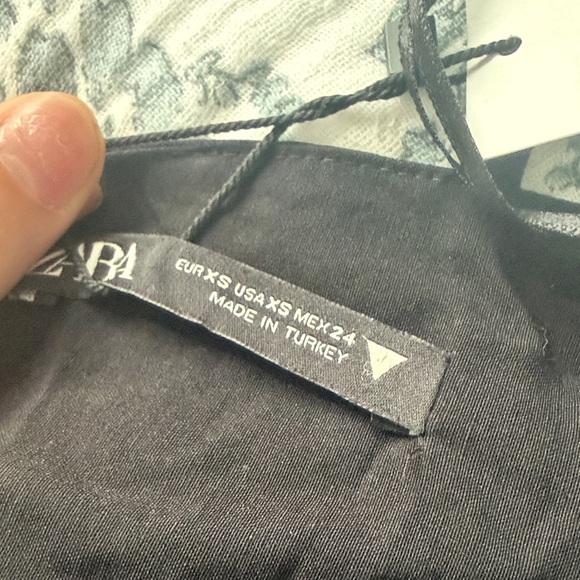 ZARA
EUR XS USA XS MEX 24
MADE IN TURKEY